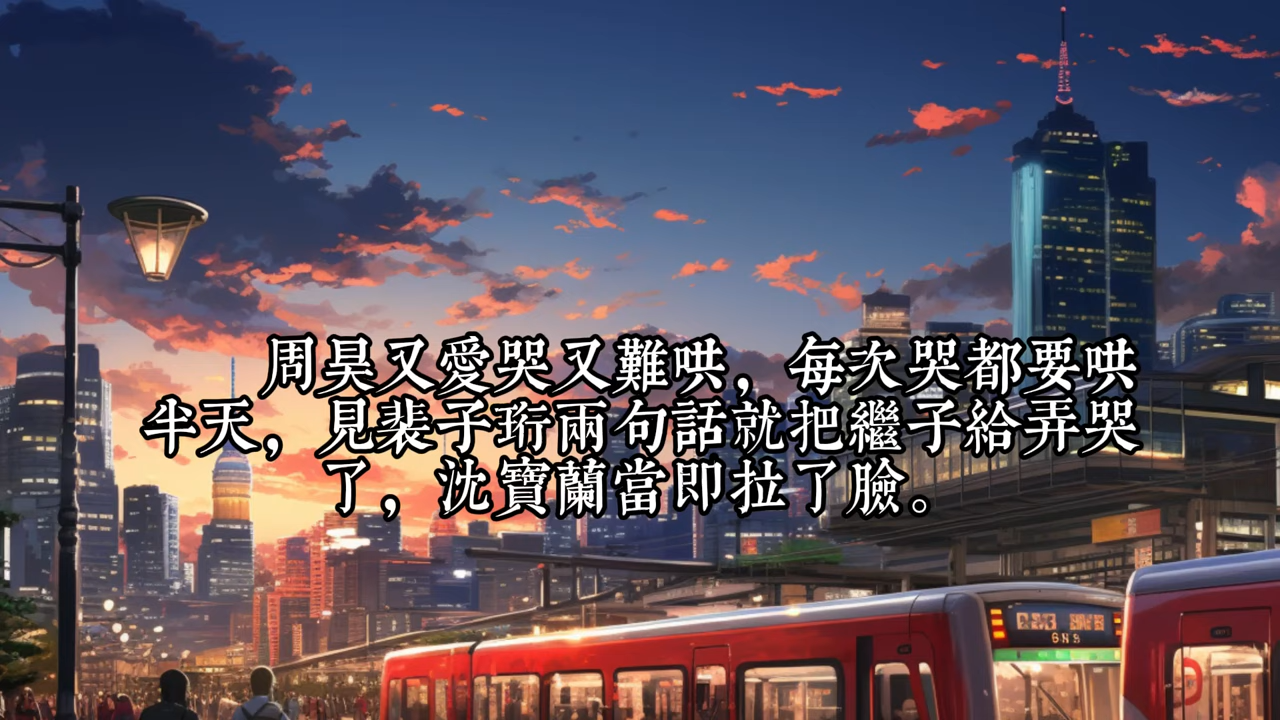 周昊又愛哭又難哄，每次哭都要哄
半天，見裴子珩兩句話就把繼子給弄哭
了，沈寶蘭當即拉了臉。